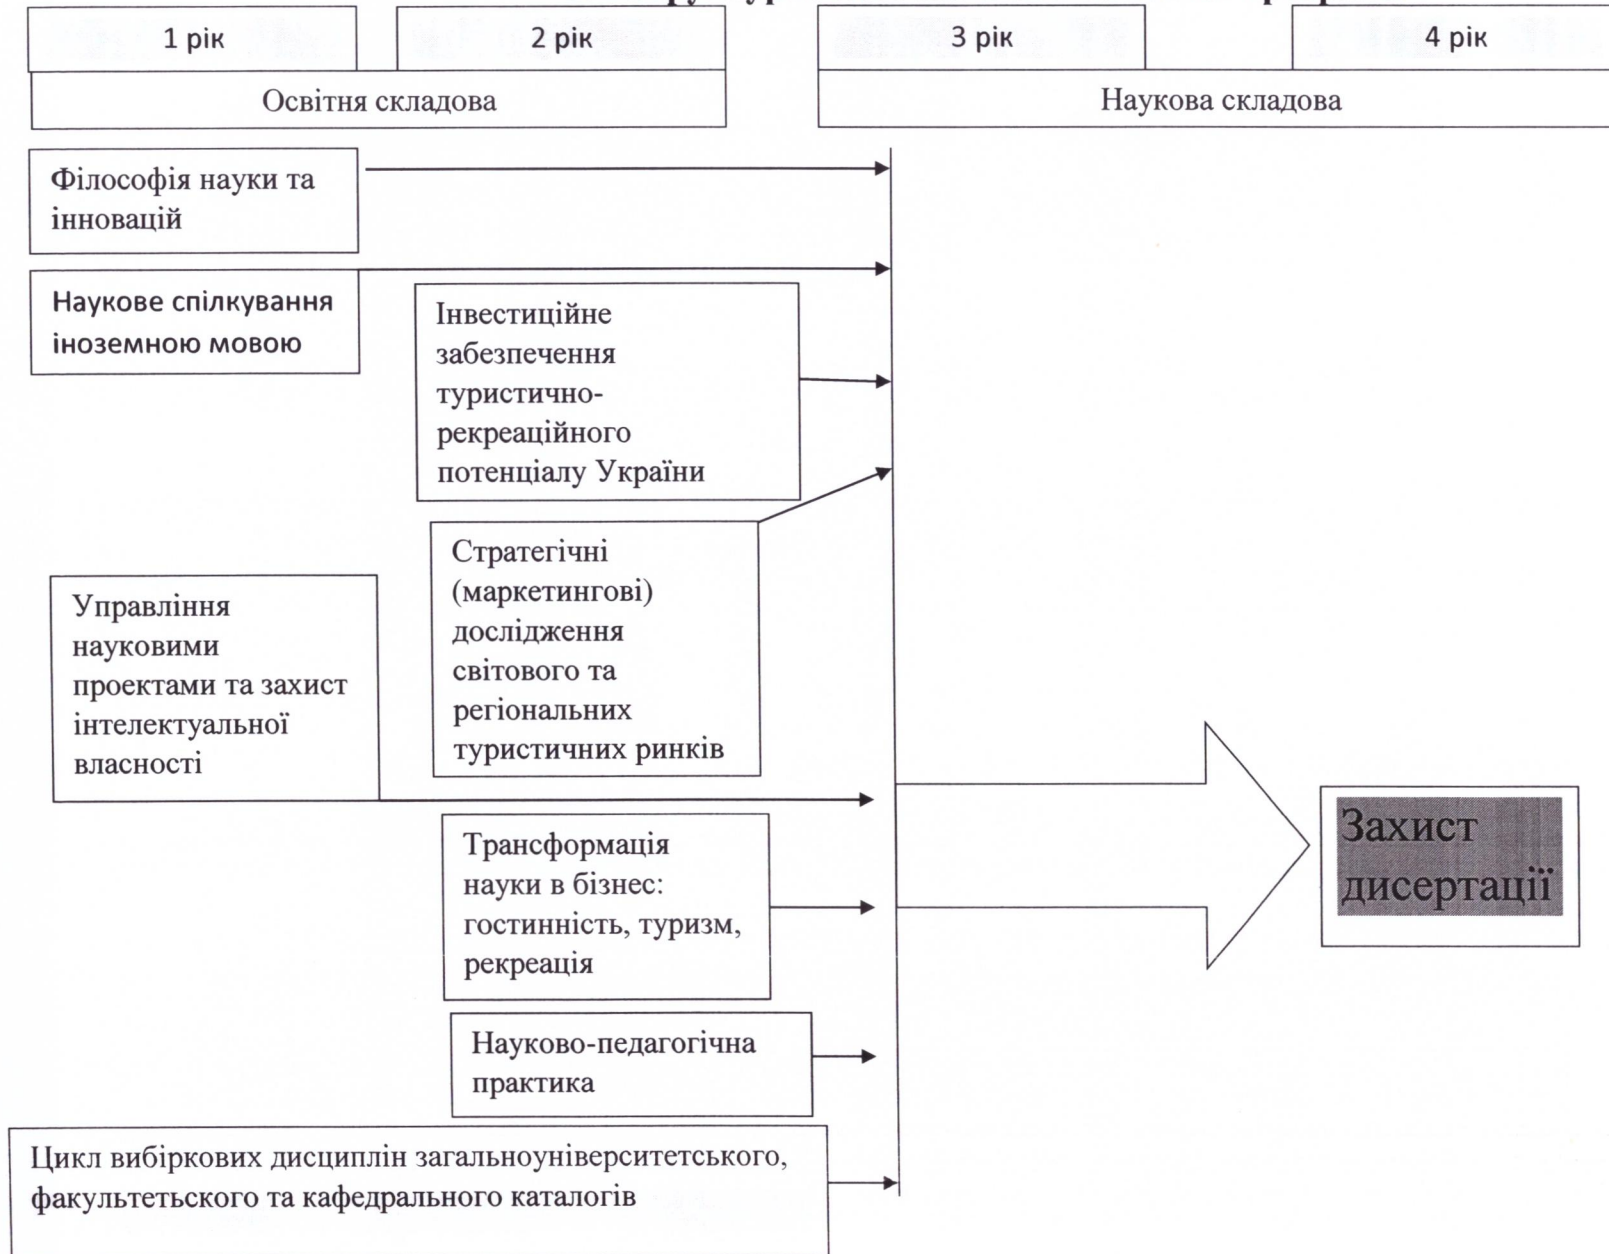 1 рік
2 рік
3 рік
4 рік
Освітня складова
Наукова складова
Філософія науки та
інновацій
Наукове спілкування
іноземною мовою
Інвестиційне
забезпечення
туристично-
рекреаційного
потенціалу України
Стратегічні
(маркетингові)
дослідження
світового та
регіональних
туристичних ринків
Управління
науковими
проектами та захист
інтелектуальної
власності
Трансформація
науки в бізнес:
гостинність, туризм,
рекреація
Захист
дисертації
Науково-педагогічна
практика
Цикл вибіркових дисциплін загальноуніверситетського,
факультетського та кафедрального каталогів